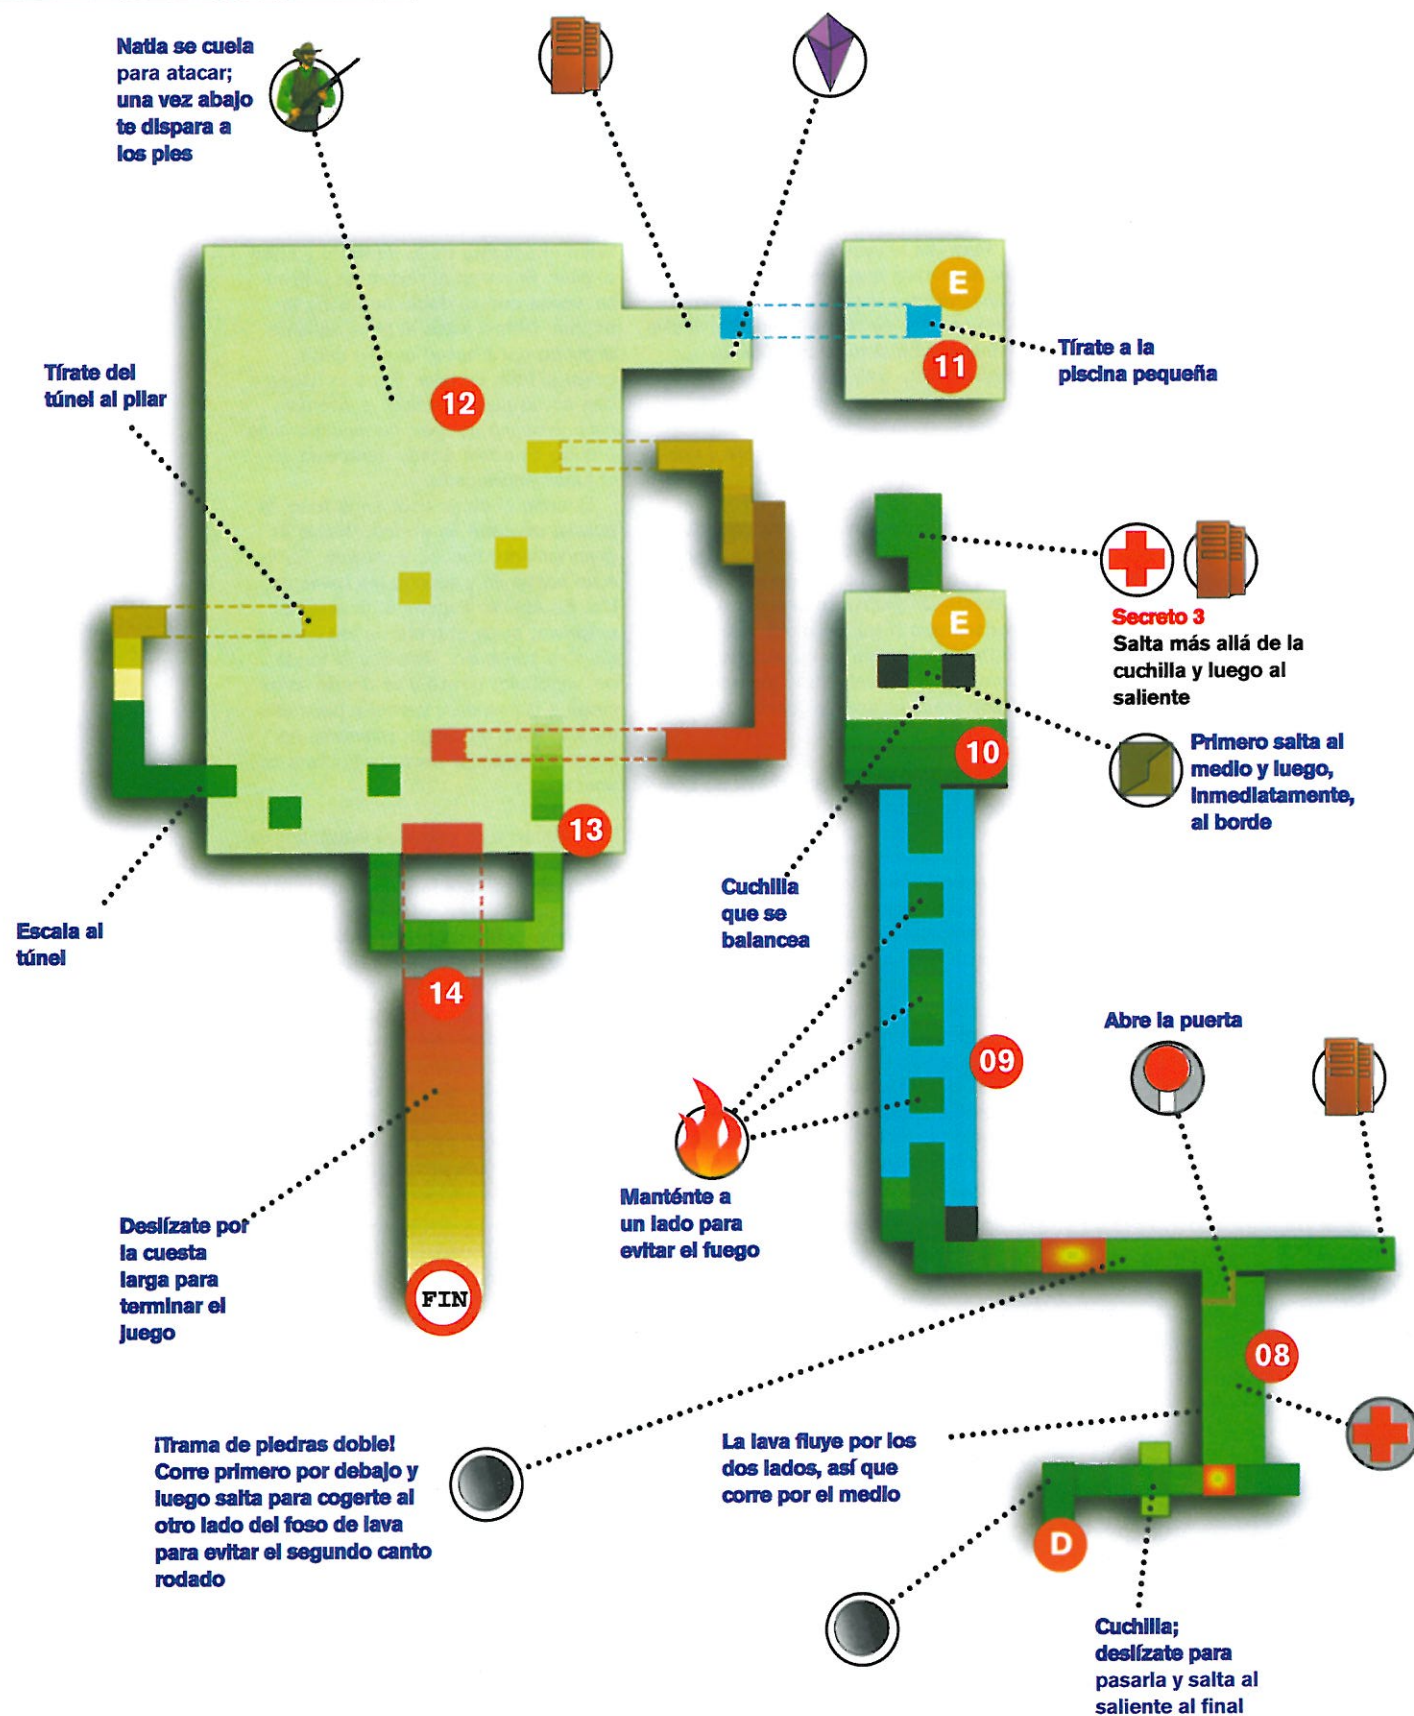 Natla se cuela
para atacar;
una vez abajo
te dispara a
los pies
E
11
Tírate a la
piscina pequeña
Tírate del
túnel al pilar
12
Secreto 3
Salta más allá de la
cuchilla y luego al
saliente
E
10
Primero salta al
medio y luego,
inmediatamente,
al borde
13
Cuchilla
que se
balancea
Escala al
túnel
14
09
Abre la puerta
Manténte a
un lado para
evitar el fuego
Deslízate por
la cuesta
larga para
terminar el
juego
FIN
08
¡Trama de piedras doble!
Corre primero por debajo y
luego salta para cogerte al
otro lado del foso de lava
para evitar el segundo canto
rodado
La lava fluye por los
dos lados, así que
corre por el medio
D
Cuchilla;
deslízate para
pasarla y salta al
saliente al final